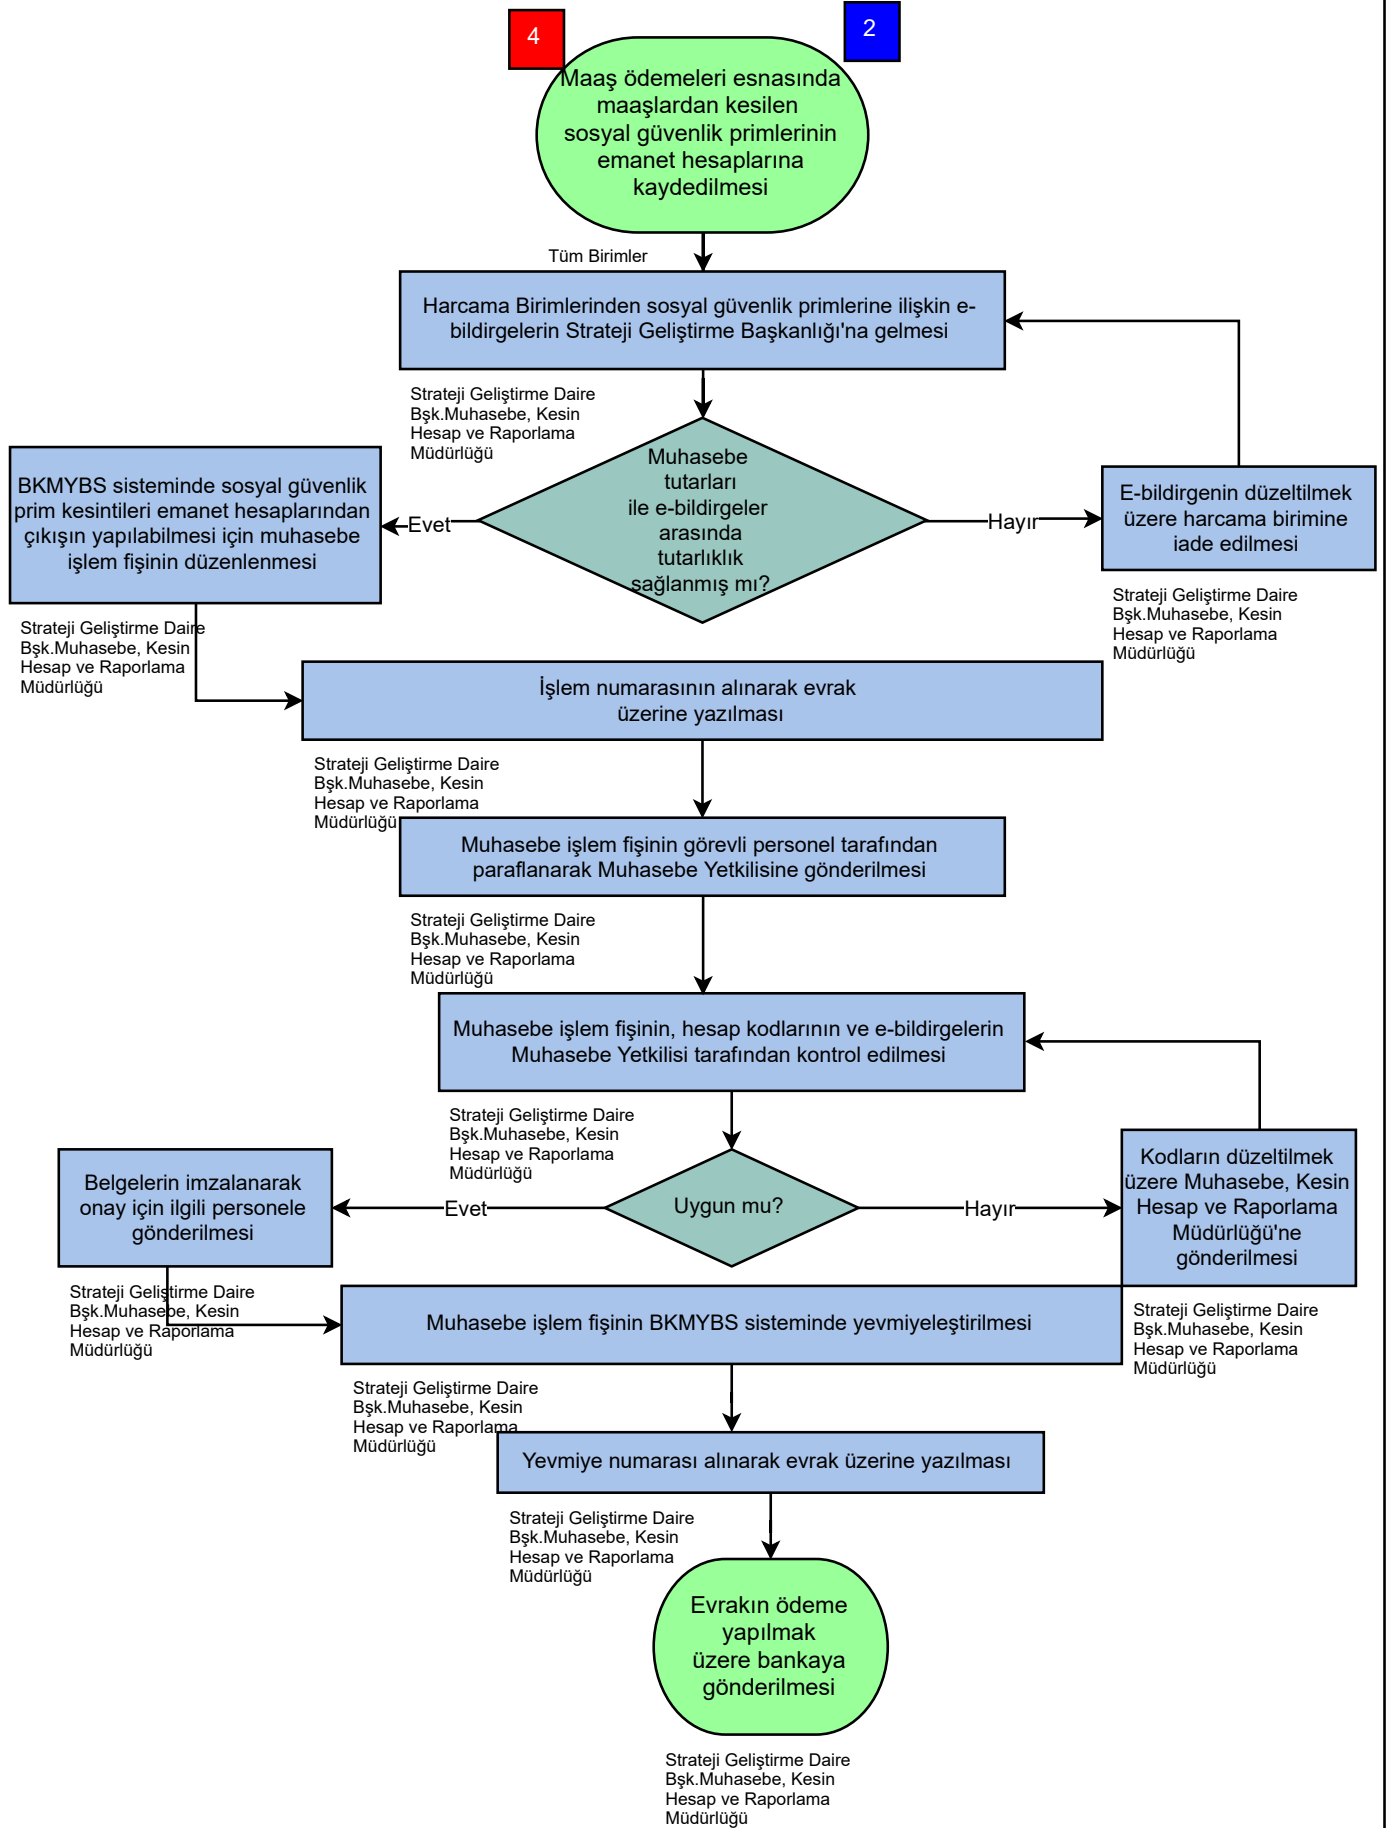 4
2
Maaş ödemeleri esnasında
maaşlardan kesilen
sosyal güvenlik primlerinin
emanet hesaplarına
kaydedilmesi
Tüm Birimler
Harcama Birimlerinden sosyal güvenlik primlerine ilişkin e-
bildirgelerin Strateji Geliştirme Başkanlığı'na gelmesi
Strateji Geliştirme Daire
Bşk.Muhasebe, Kesin
Hesap ve Raporlama
Müdürlüğü
Muhasebe
tutarları
ile e-bildirgeler
arasında
tutarlıklık
sağlanmış mı?
Evet
Hayır
BKMYBS sisteminde sosyal güvenlik
prim kesintileri emanet hesaplarından
çıkışın yapılabilmesi için muhasebe
işlem fişinin düzenlenmesi
Strateji Geliştirme Daire
Bşk.Muhasebe, Kesin
Hesap ve Raporlama
Müdürlüğü
E-bildirgenin düzeltilmek
üzere harcama birimine
iade edilmesi
Strateji Geliştirme Daire
Bşk.Muhasebe, Kesin
Hesap ve Raporlama
Müdürlüğü
İşlem numarasının alınarak evrak
üzerine yazılması
Strateji Geliştirme Daire
Bşk.Muhasebe, Kesin
Hesap ve Raporlama
Müdürlüğü
Muhasebe işlem fişinin görevli personel tarafından
paraflanarak Muhasebe Yetkilisine gönderilmesi
Strateji Geliştirme Daire
Bşk.Muhasebe, Kesin
Hesap ve Raporlama
Müdürlüğü
Muhasebe işlem fişinin, hesap kodlarının ve e-bildirgelerin
Muhasebe Yetkilisi tarafından kontrol edilmesi
Strateji Geliştirme Daire
Bşk.Muhasebe, Kesin
Hesap ve Raporlama
Müdürlüğü
Uygun mu?
Evet
Hayır
Belgelerin imzalanarak
onay için ilgili personele
gönderilmesi
Strateji Geliştirme Daire
Bşk.Muhasebe, Kesin
Hesap ve Raporlama
Müdürlüğü
Kodların düzeltilmek
üzere Muhasebe, Kesin
Hesap ve Raporlama
Müdürlüğü'ne
gönderilmesi
Strateji Geliştirme Daire
Bşk.Muhasebe, Kesin
Hesap ve Raporlama
Müdürlüğü
Muhasebe işlem fişinin BKMYBS sisteminde yevmiyeleştirilmesi
Strateji Geliştirme Daire
Bşk.Muhasebe, Kesin
Hesap ve Raporlama
Müdürlüğü
Yevmiye numarası alınarak evrak üzerine yazılması
Strateji Geliştirme Daire
Bşk.Muhasebe, Kesin
Hesap ve Raporlama
Müdürlüğü
Evrakın ödeme
yapılmak
üzere bankaya
gönderilmesi
Strateji Geliştirme Daire
Bşk.Muhasebe, Kesin
Hesap ve Raporlama
Müdürlüğü